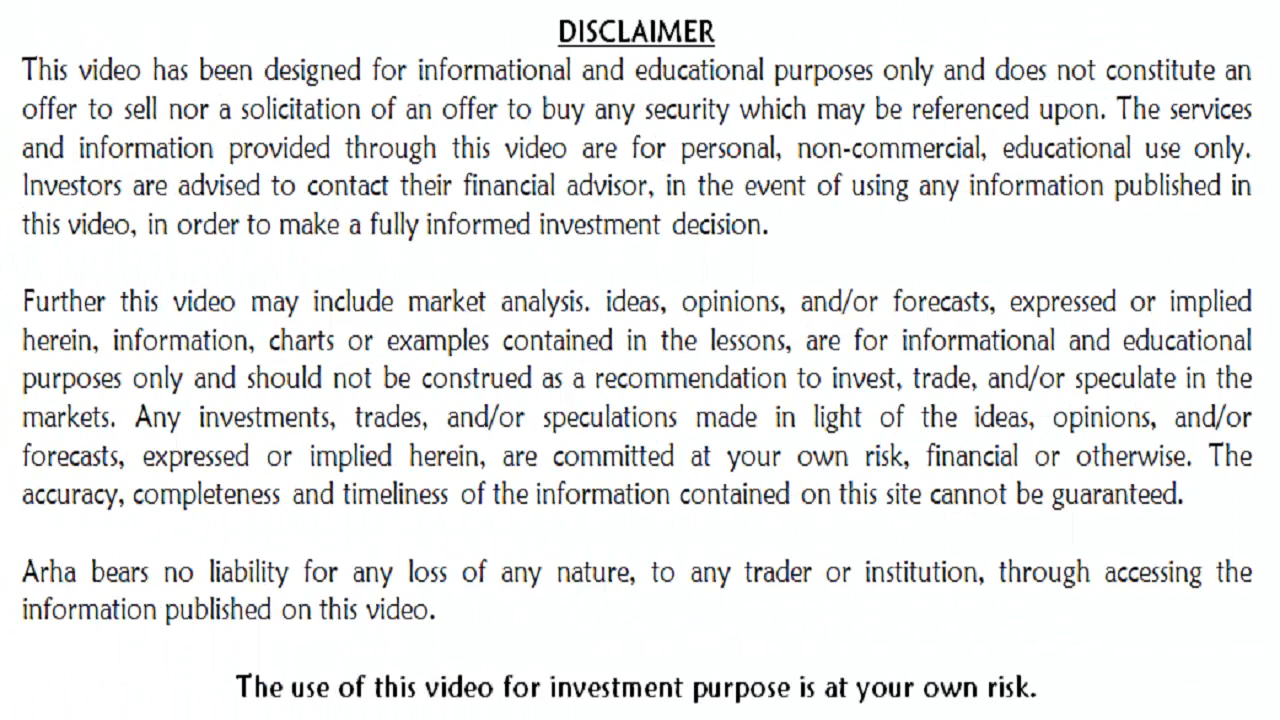 DISCLAIMER
This video has been designed for informational and educational purposes only and does not constitute an
offer to sell nor a solicitation of an offer to buy any security which may be referenced upon. The services
and information provided through this video are for personal, non-commercial, educational use only.
Investors are advised to contact their financial advisor, in the event of using any information published in
this video, in order to make a fully informed investment decision.
Further this video may include market analysis. ideas, opinions, and/or forecasts, expressed or implied
herein, information, charts or examples contained in the lessons, are for informational and educational
purposes only and should not be construed as a recommendation to invest, trade, and/or speculate in the
markets. Any investments, trades, and/or speculations made in light of the ideas, opinions, and/or
forecasts, expressed or implied herein, are committed at your own risk, financial or otherwise. The
accuracy, completeness and timeliness of the information contained on this site cannot be guaranteed.
Arha bears no liability for any loss of any nature, to any trader or institution, through accessing the
information published on this video.
The use of this video for investment purpose is at your own risk.